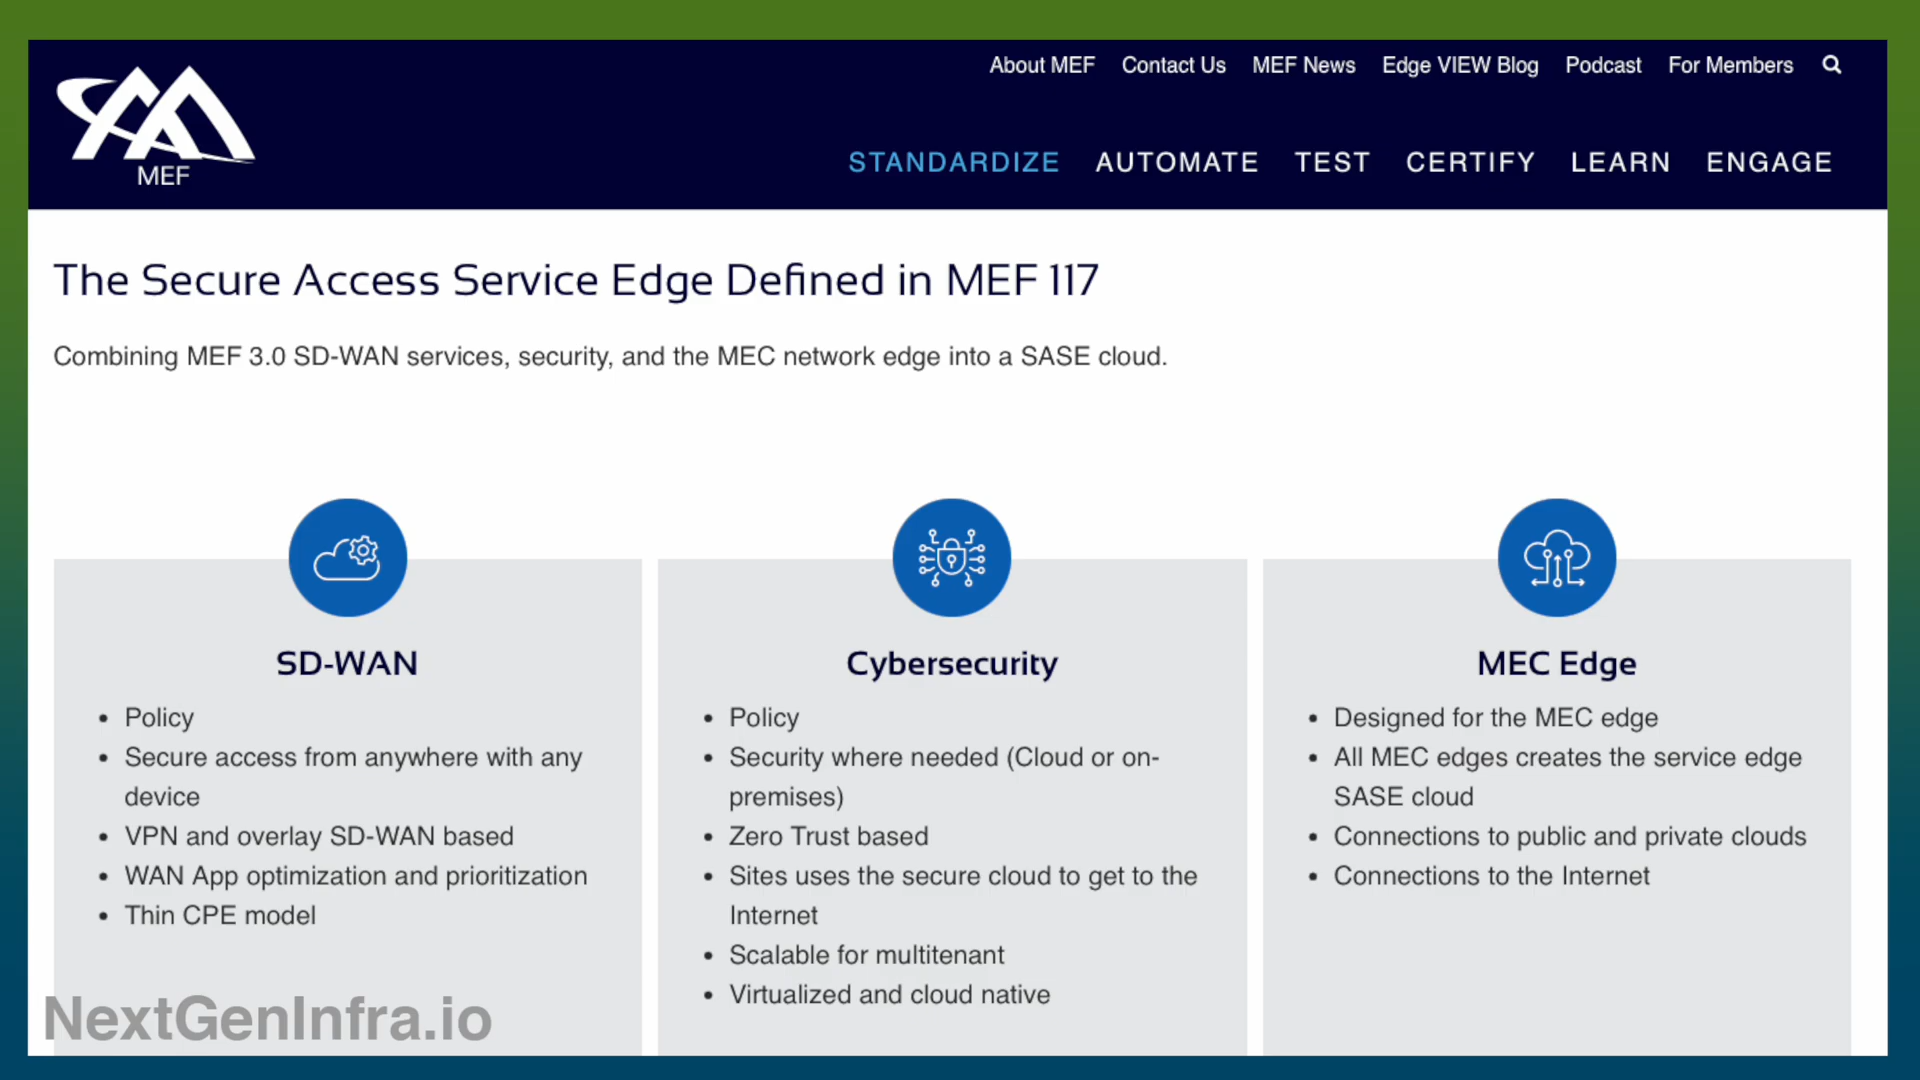 About MEF Contact Us MEF News Edge VIEW Blog Podcast For Members
MEF
STANDARDIZE AUTOMATE TEST CERTIFY LEARN ENGAGE
The Secure Access Service Edge Defined in MEF 117
Combining MEF 3.0 SD-WAN services, security, and the MEC network edge into a SASE cloud.
SD-WAN
• Policy
• Secure access from anywhere with any
device
• VPN and overlay SD-WAN based
• WAN App optimization and prioritization
• Thin CPE model
Cybersecurity
• Policy
• Security where needed (Cloud or on-
premises)
• Zero Trust based
• Sites uses the secure cloud to get to the
Internet
• Scalable for multitenant
• Virtualized and cloud native
MEC Edge
• Designed for the MEC edge
• All MEC edges creates the service edge
SASE cloud
• Connections to public and private clouds
• Connections to the Internet
NextGenInfra.io